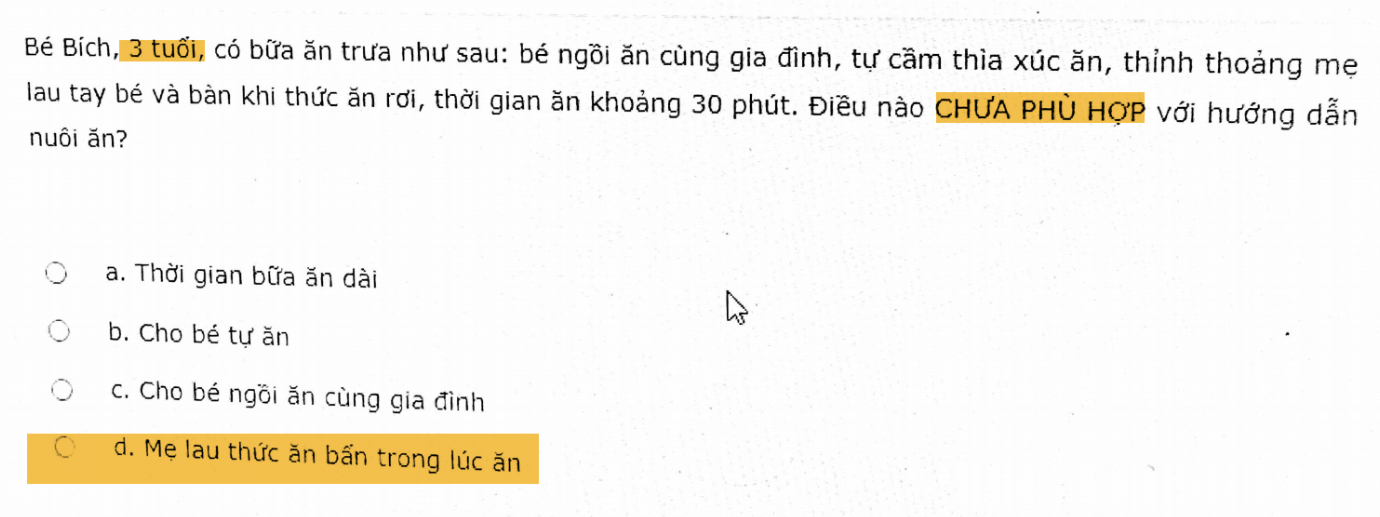 Bé Bích, 3 tuổi, có bữa ăn trưa như sau: bé ngồi ăn cùng gia đình, tự cầm thìa xúc ăn, thỉnh thoảng mẹ
lau tay bé và bàn khi thức ăn rơi, thời gian ăn khoảng 30 phút. Điều nào CHƯA PHÙ HỢP với hướng dẫn
nuôi ăn?
a. Thời gian bữa ăn dài
b. Cho bé tự ăn
c. Cho bé ngồi ăn cùng gia đình
d. Mẹ lau thức ăn bẩn trong lúc ăn